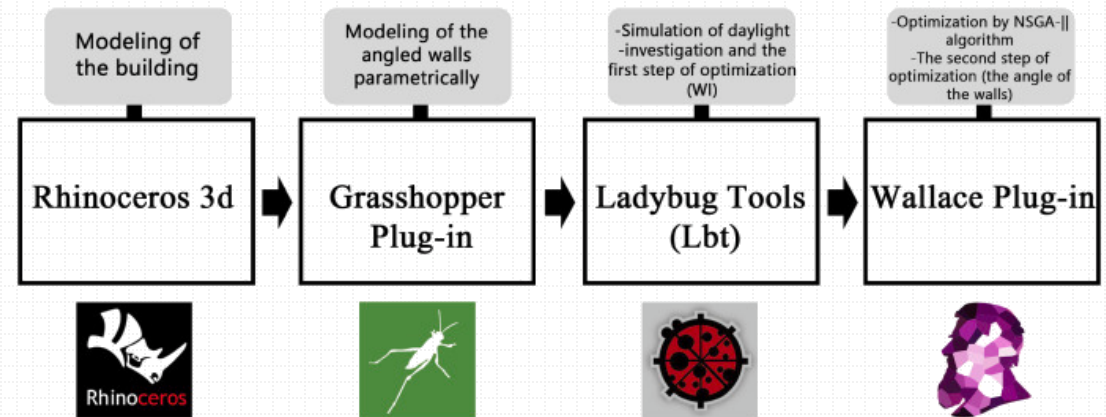 Modeling of
the building
Modeling of the
angled walls
parametrically
-Simulation of daylight
-investigation and the
first step of optimization
(WI)
-Optimization by NSGA-||
algorithm
-The second step of
optimization (the angle of
the walls)
Rhinoceros 3d
Grasshopper
Plug-in
Ladybug Tools
(Lbt)
Wallace Plug-in
Rhinoceros